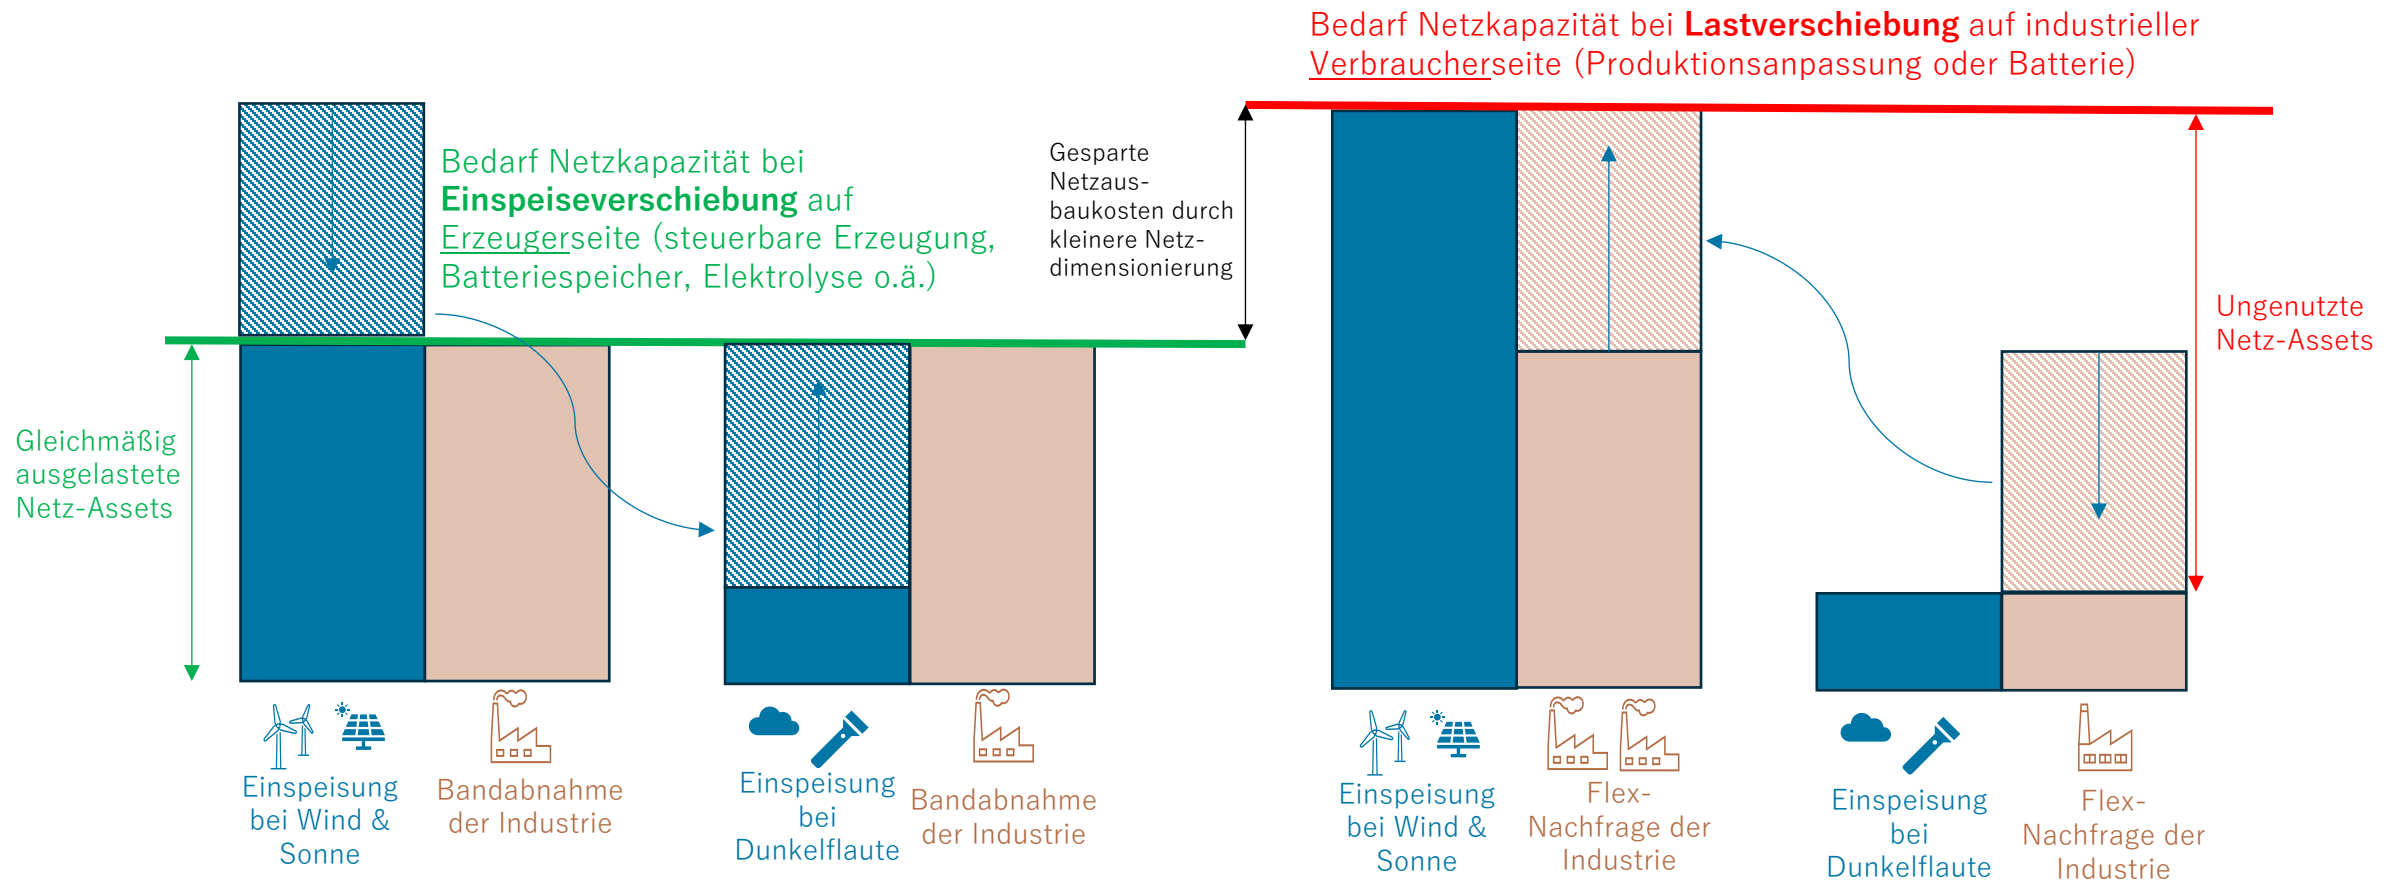 Bedarf Netzkapazität bei Lastverschiebung auf industrieller
Verbraucherseite (Produktionsanpassung oder Batterie)
Bedarf Netzkapazität bei
Einspeiseverschiebung auf
Erzeugerseite (steuerbare Erzeugung,
Batteriespeicher, Elektrolyse o.ä.)
Gesparte
Netzaus-
baukosten durch
kleinere Netz-
dimensionierung
Ungenutzte
Netz-Assets
Gleichmäßig
ausgelastete
Netz-Assets
Einspeisung
bei Wind &
Sonne
Bandabnahme
der Industrie
Einspeisung
bei
Dunkelflaute
Bandabnahme
der Industrie
Einspeisung
bei Wind &
Sonne
Flex-
Nachfrage der
Industrie
Einspeisung
bei
Dunkelflaute
Flex-
Nachfrage der
Industrie